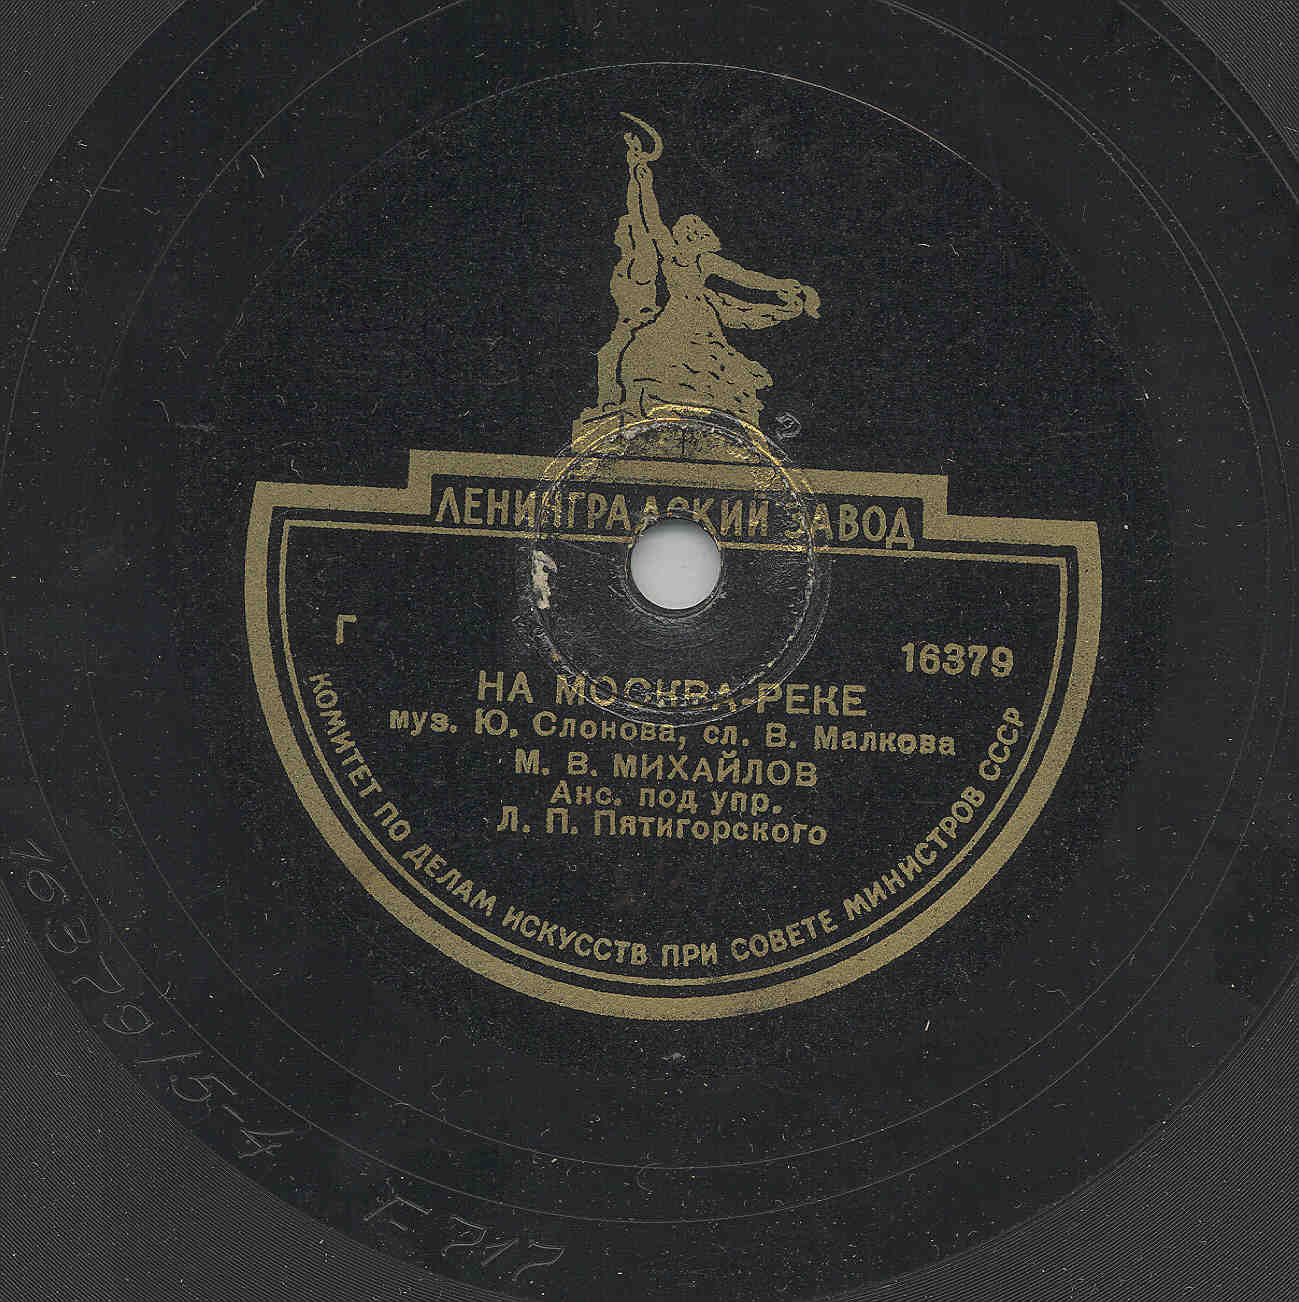 ЛЕНИНГРАДСКИЙ ЗАВОД
Г
16379
НА МОСКВА-РЕКЕ
муз. Ю. Слонова, сл. В. Малкова
М. В. МИХАЙЛОВ
Анс. под упр.
Л. П. Пятигорского
КОМИТЕТ ПО ДЕЛАМ ИСКУССТВ ПРИ СОВЕТЕ МИНИСТРОВ СССР
16379/5-4 Г-717